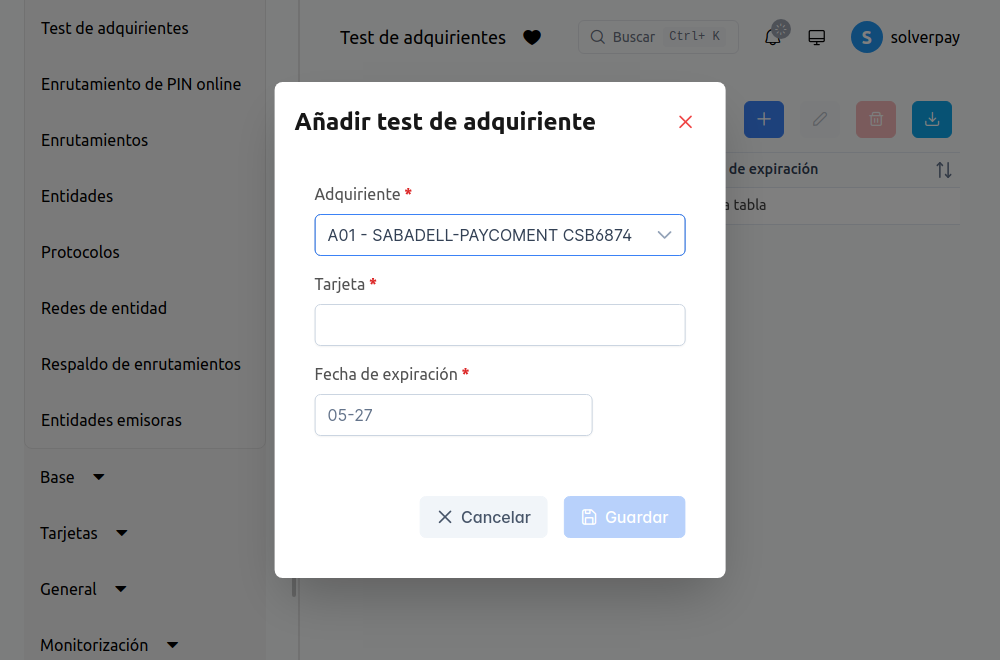 Test de adquirientes
Enrutamiento de PIN online
Enrutamientos
Entidades
Protocolos
Redes de entidad
Respaldo de enrutamientos
Entidades emisoras
Base
Tarjetas
General
Monitorización
Test de adquirientes
Buscar Ctrl+ K
S solverpay
de expiración
a tabla
Añadir test de adquiriente
Adquiriente *
A01 - SABADELL-PAYCOMENT CSB6874
Tarjeta *
Fecha de expiración *
05-27
Cancelar
Guardar